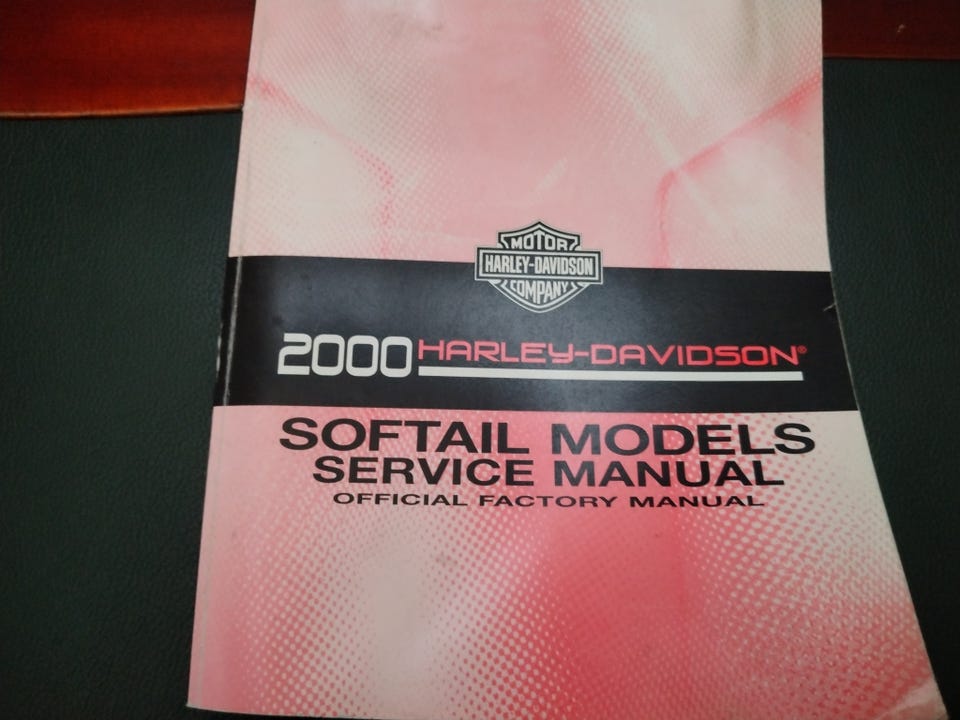 MOTOR
HARLEY-DAVIDSON
COMPANY
2000 HARLEY-DAVIDSON®
SOFTAIL MODELS
SERVICE MANUAL
OFFICIAL FACTORY MANUAL